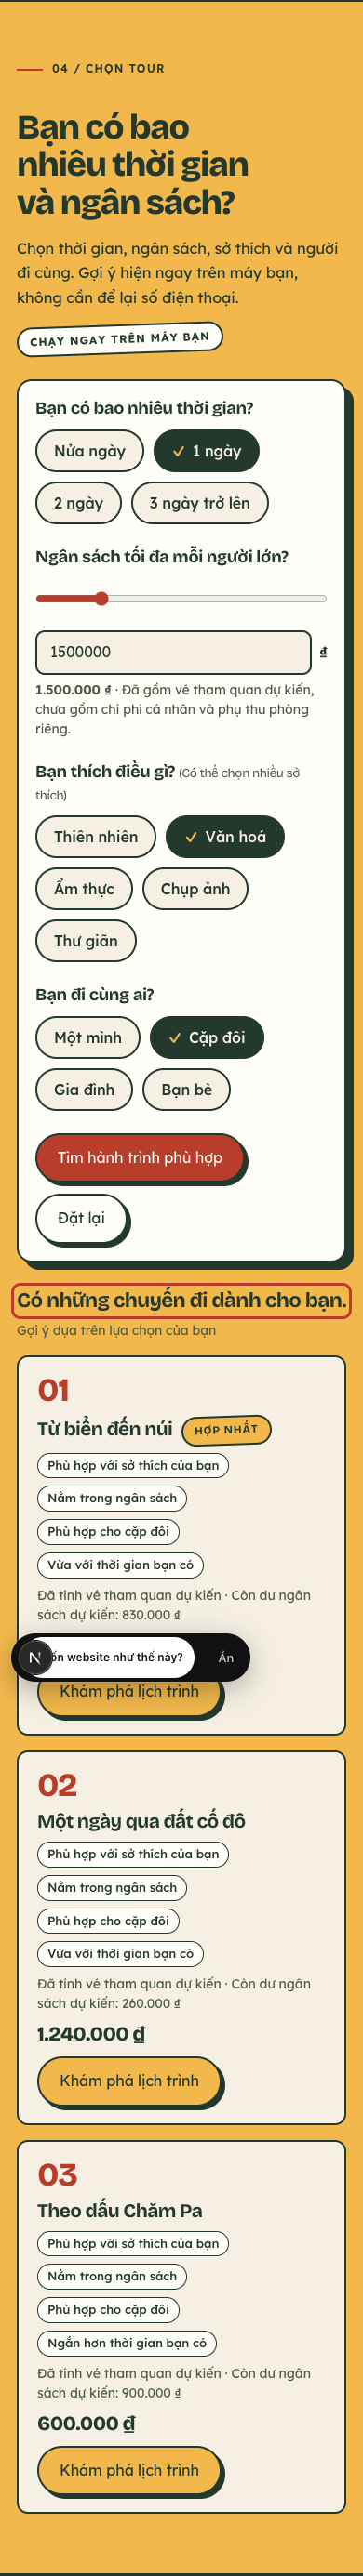 04 / CHỌN TOUR
Bạn có bao
nhiêu thời gian
và ngân sách?
Chọn thời gian, ngân sách, sở thích và người
đi cùng. Gợi ý hiện ngay trên máy bạn,
không cần để lại số điện thoại.
CHẠY NGAY TRÊN MÁY BẠN
Bạn có bao nhiêu thời gian?
Nửa ngày
✓ 1 ngày
2 ngày
3 ngày trở lên
Ngân sách tối đa mỗi người lớn?
1500000
₫
1.500.000 ₫ · Đã gồm vé tham quan dự kiến,
chưa gồm chi phí cá nhân và phụ thu phòng
riêng.
Bạn thích điều gì? (Có thể chọn nhiều sở
thích)
Thiên nhiên
✓ Văn hoá
Ẩm thực
Chụp ảnh
Thư giãn
Bạn đi cùng ai?
Một mình
✓ Cặp đôi
Gia đình
Bạn bè
Tìm hành trình phù hợp
Đặt lại
Có những chuyến đi dành cho bạn.
Gợi ý dựa trên lựa chọn của bạn
01
Từ biển đến núi
HỢP NHẤT
Phù hợp với sở thích của bạn
Nằm trong ngân sách
Phù hợp cho cặp đôi
Vừa với thời gian bạn có
Đã tính vé tham quan dự kiến · Còn dư ngân
sách dự kiến: 830.000 ₫
N
website như thế này?
Ẩn
Khám phá lịch trình
02
Một ngày qua đất cố đô
Phù hợp với sở thích của bạn
Nằm trong ngân sách
Phù hợp cho cặp đôi
Vừa với thời gian bạn có
Đã tính vé tham quan dự kiến · Còn dư ngân
sách dự kiến: 260.000 ₫
1.240.000 ₫
Khám phá lịch trình
03
Theo dấu Chăm Pa
Phù hợp với sở thích của bạn
Nằm trong ngân sách
Phù hợp cho cặp đôi
Ngắn hơn thời gian bạn có
Đã tính vé tham quan dự kiến · Còn dư ngân
sách dự kiến: 900.000 ₫
600.000 ₫
Khám phá lịch trình